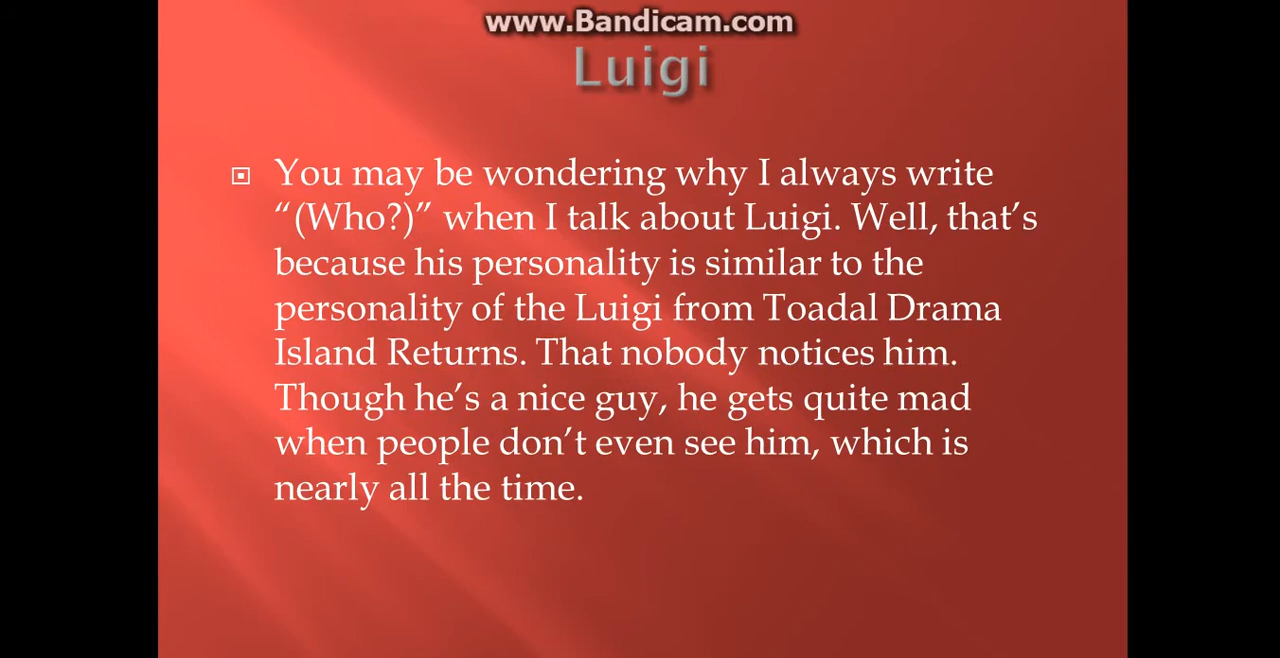 www.Bandicam.com
Luigi
You may be wondering why I always write
“(Who?)” when I talk about Luigi. Well, that’s
because his personality is similar to the
personality of the Luigi from Toadal Drama
Island Returns. That nobody notices him.
Though he’s a nice guy, he gets quite mad
when people don’t even see him, which is
nearly all the time.